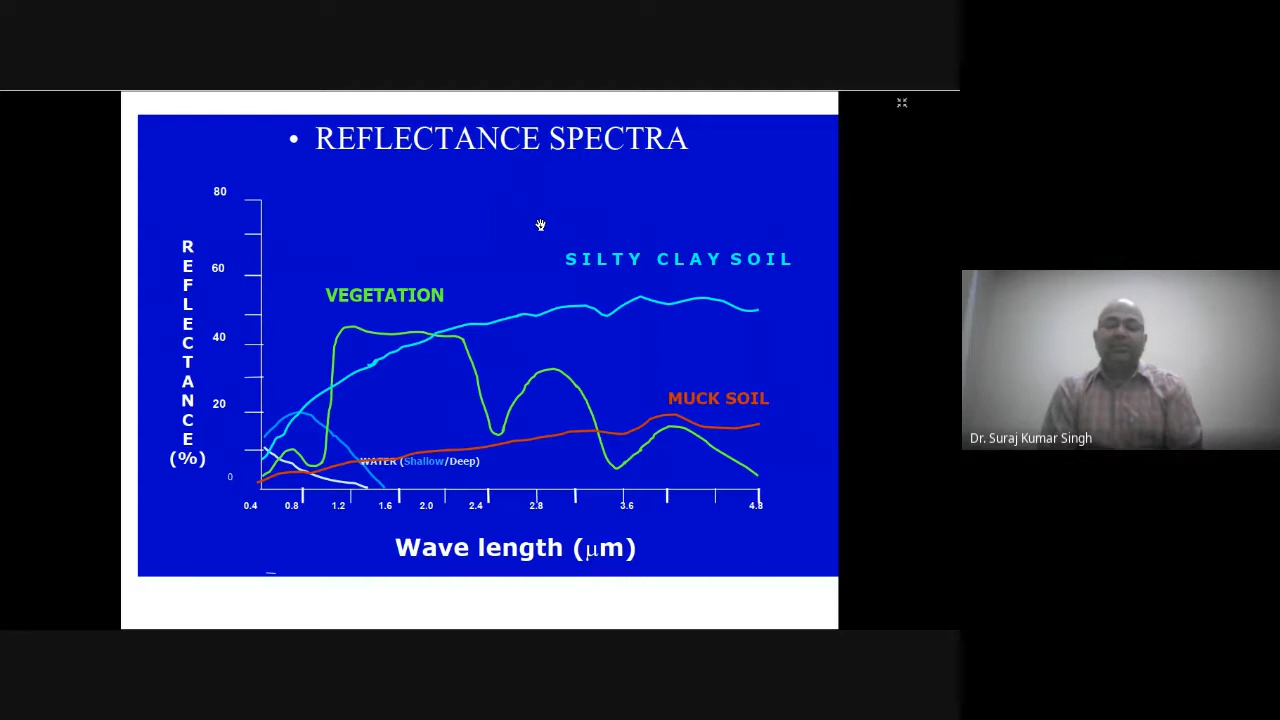 • REFLECTANCE SPECTRA
80
60
40
20
0
REFLECTANCE
(%)
SILTY CLAY SOIL
VEGETATION
MUCK SOIL
WATER (Shallow/Deep)
0.4 0.8 1.2 1.6 2.0 2.4 2.8 3.6 4.8
Wave length (μm)
Dr. Suraj Kumar Singh